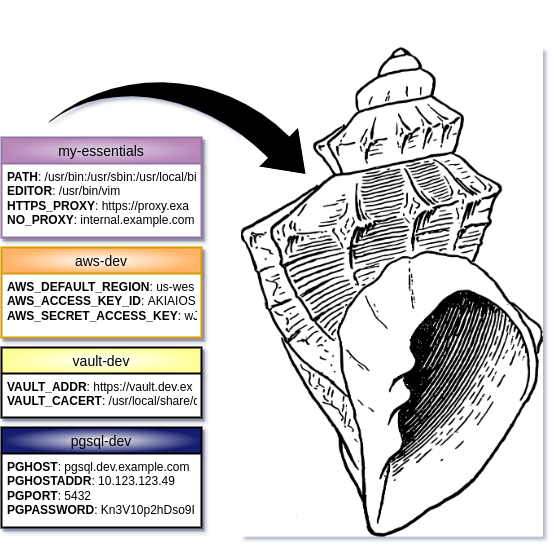 my-essentials
PATH: /usr/bin:/usr/sbin:/usr/local/bi
EDITOR: /usr/bin/vim
HTTPS_PROXY: https://proxy.exa
NO_PROXY: internal.example.com
aws-dev
AWS_DEFAULT_REGION: us-wes
AWS_ACCESS_KEY_ID: AKIAIOS
AWS_SECRET_ACCESS_KEY: wJ
vault-dev
VAULT_ADDR: https://vault.dev.ex
VAULT_CACERT: /usr/local/share/c
pgsql-dev
PGHOST: pgsql.dev.example.com
PGHOSTADDR: 10.123.123.49
PGPORT: 5432
PGPASSWORD: Kn3V10p2hDso9I